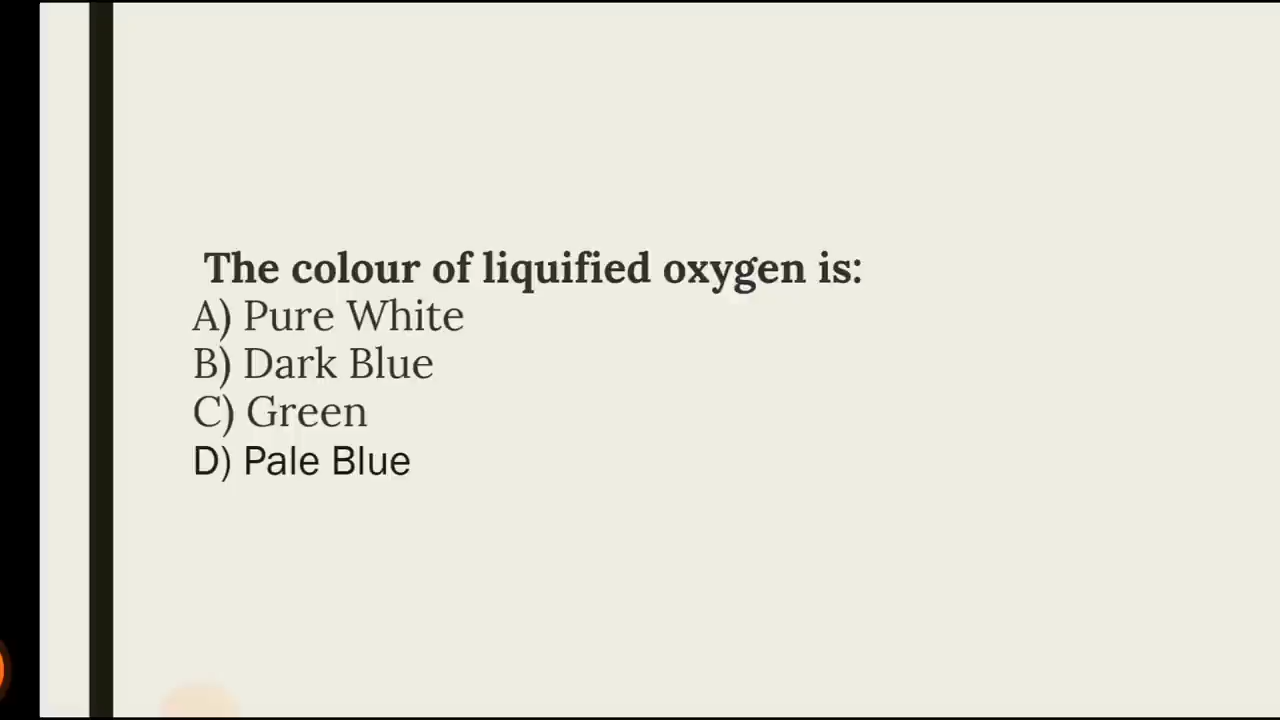 The colour of liquified oxygen is:
A) Pure White
B) Dark Blue
C) Green
D) Pale Blue